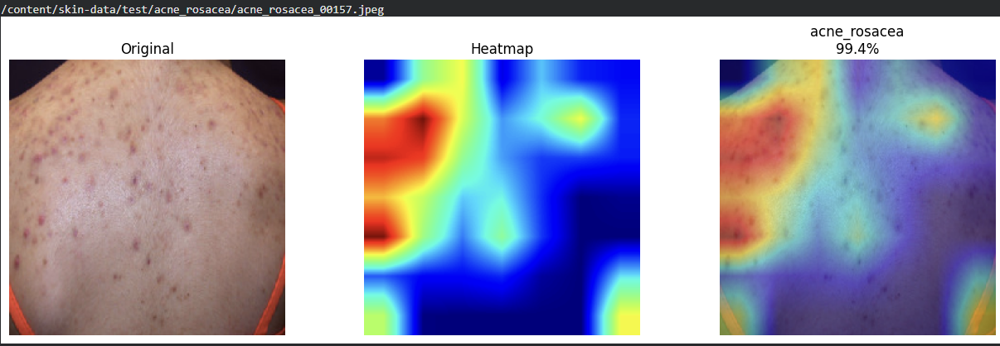 /content/skin-data/test/acne_rosacea/acne_rosacea_00157.jpeg
Original
Heatmap
acne_rosacea
99.4%